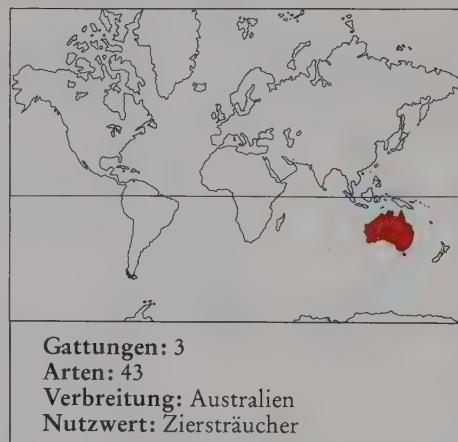 Gattungen: 3
Arten: 43
Verbreitung: Australien
Nutzwert: Ziersträucher